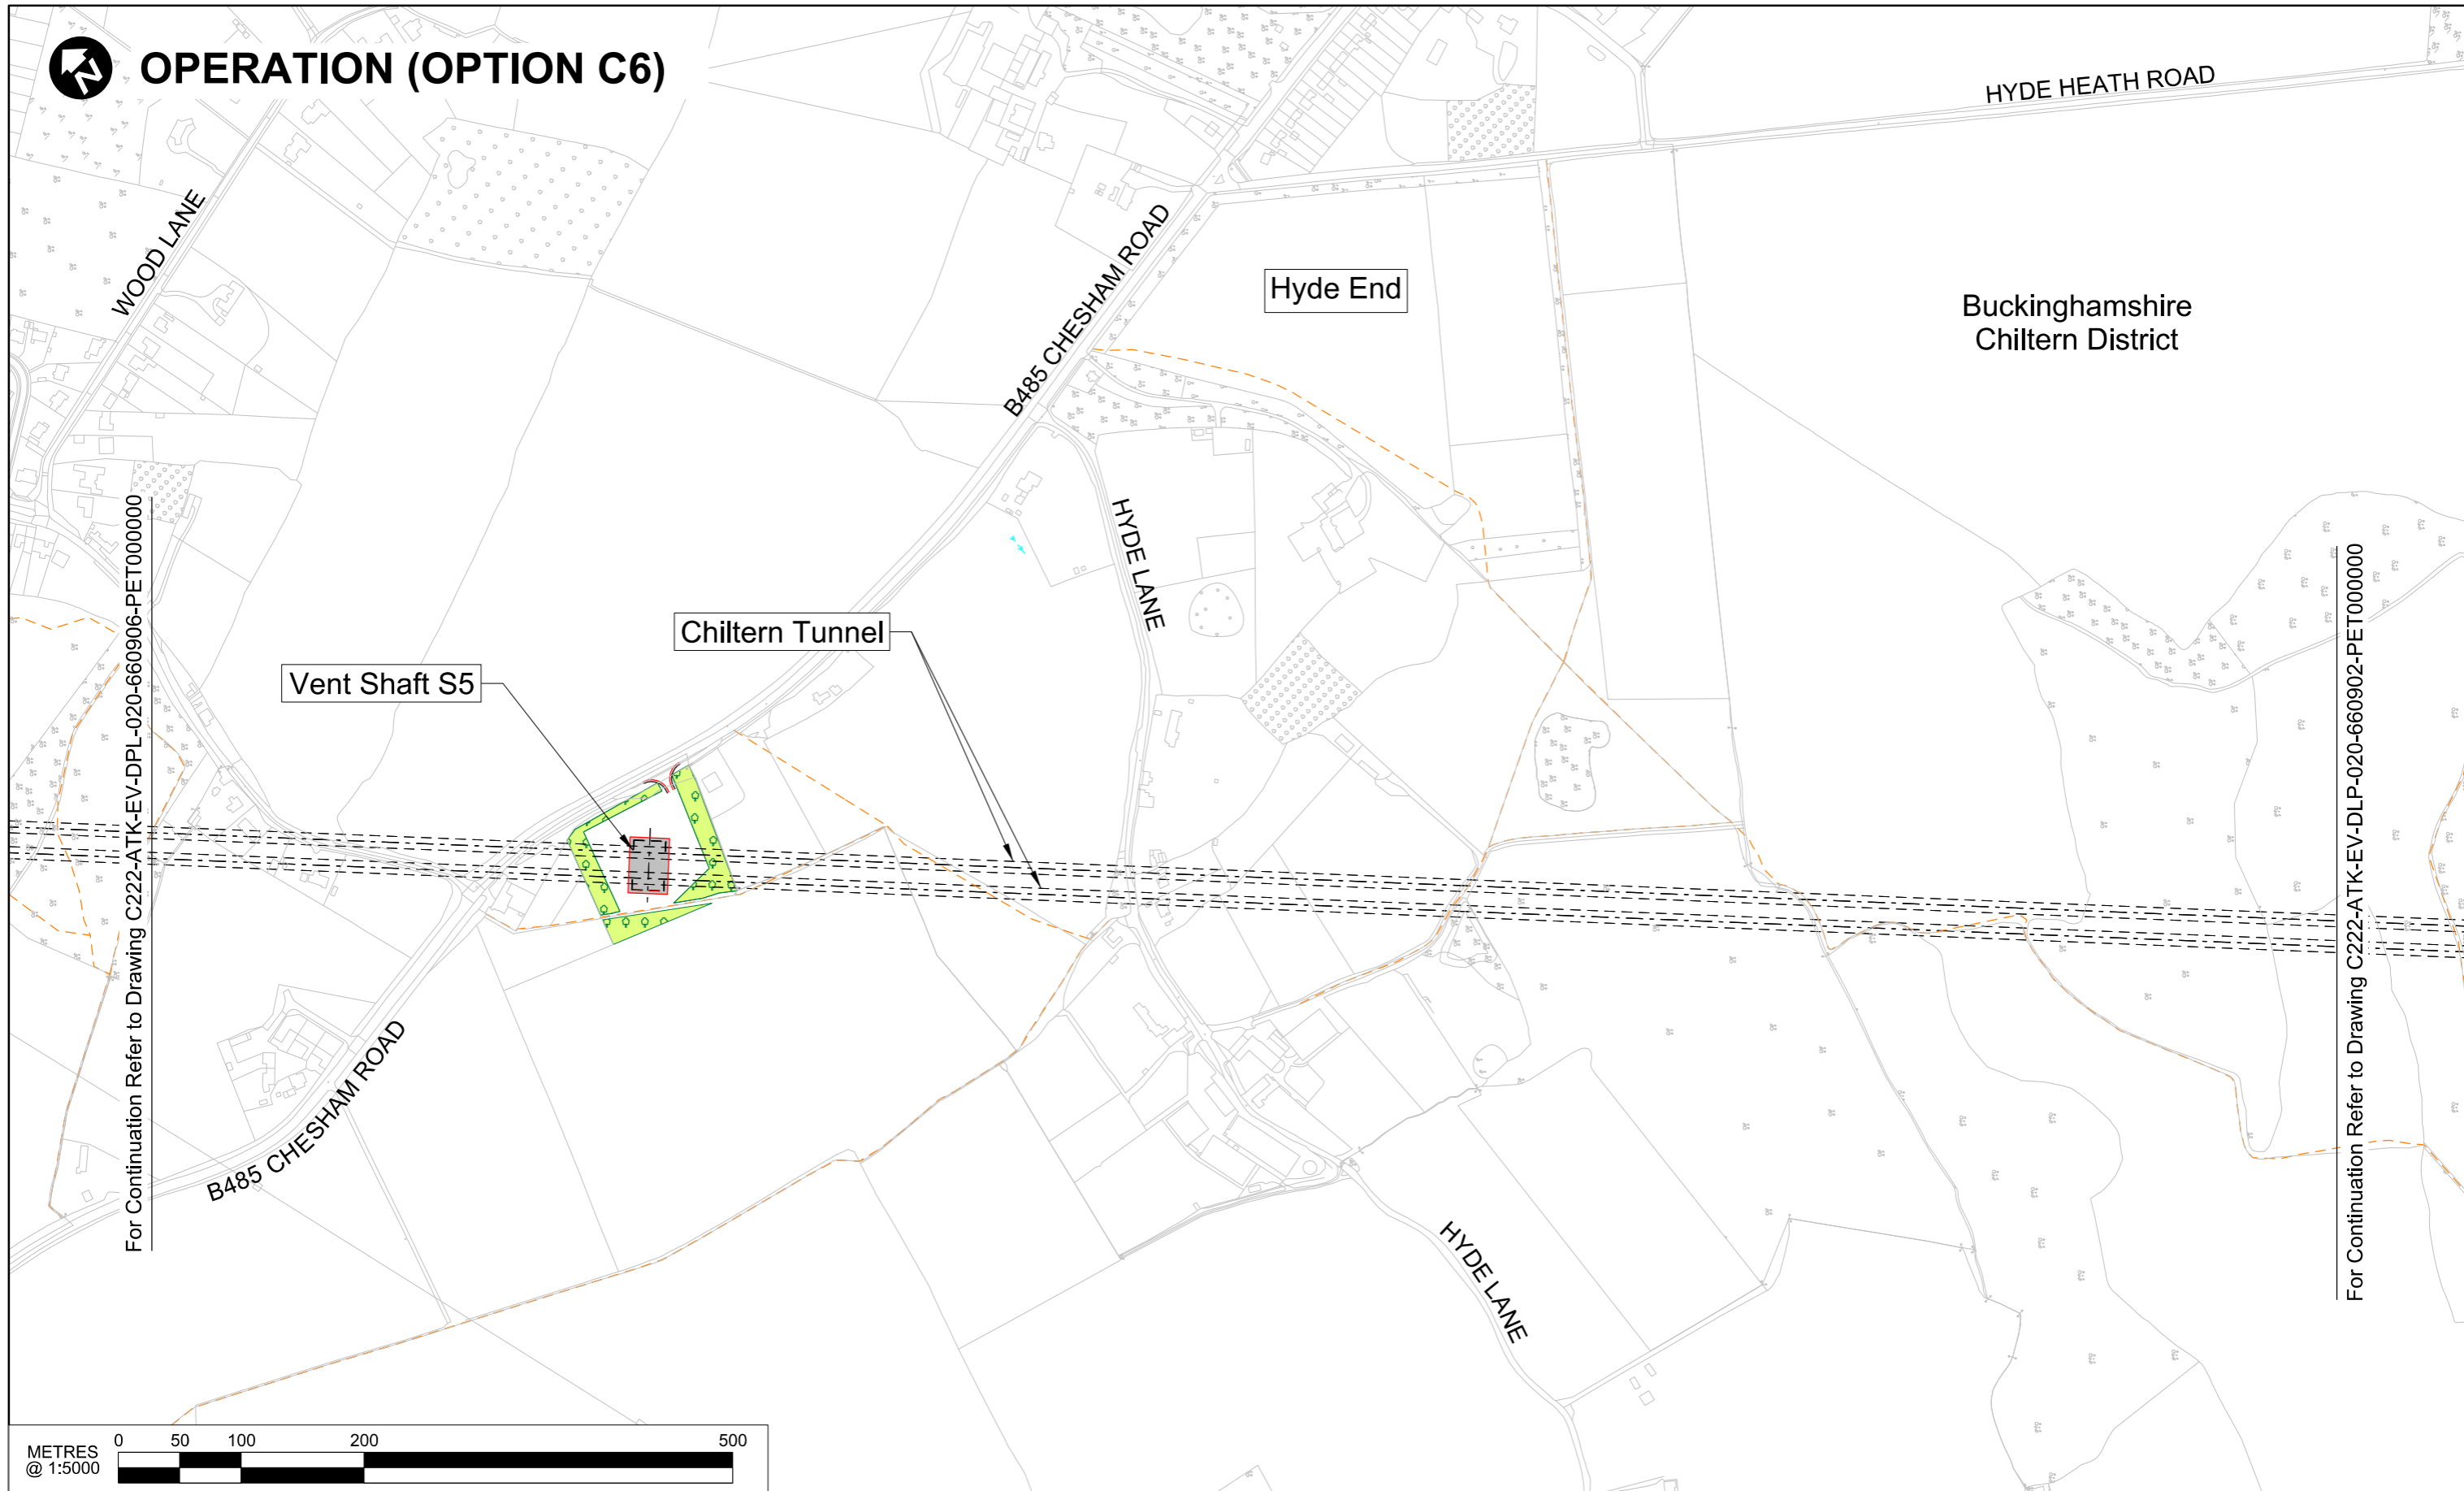 N
OPERATION (OPTION C6)
HYDE HEATH ROAD
WOOD LANE
B485 CHESHAM ROAD
Hyde End
Buckinghamshire
Chiltern District
HYDE LANE
Chiltern Tunnel
Vent Shaft S5
For Continuation Refer to Drawing C222-ATK-EV-DPL-020-660906-PET000000
For Continuation Refer to Drawing C222-ATK-EV-DLP-020-660902-PET000000
B485 CHESHAM ROAD
HYDE LANE
METRES
@ 1:5000
0 50 100 200 500